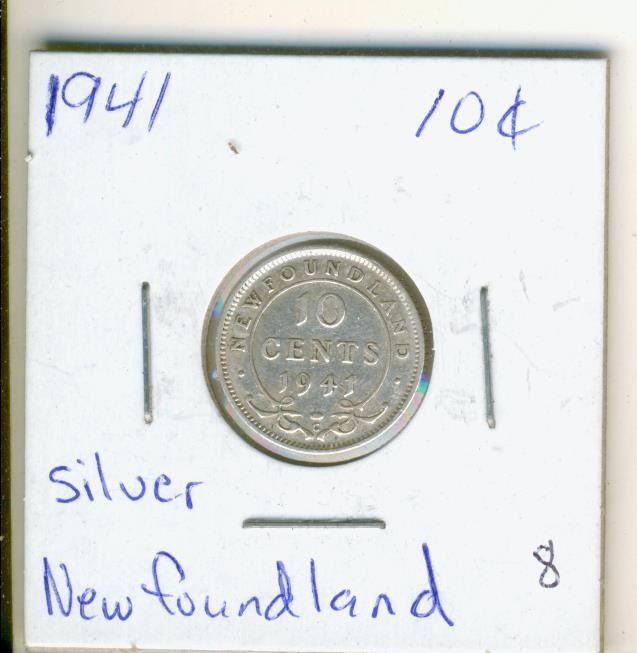 1941 10¢
NEWFOUNDLAND
10
CENTS
1941
C
silver
Newfoundland 8